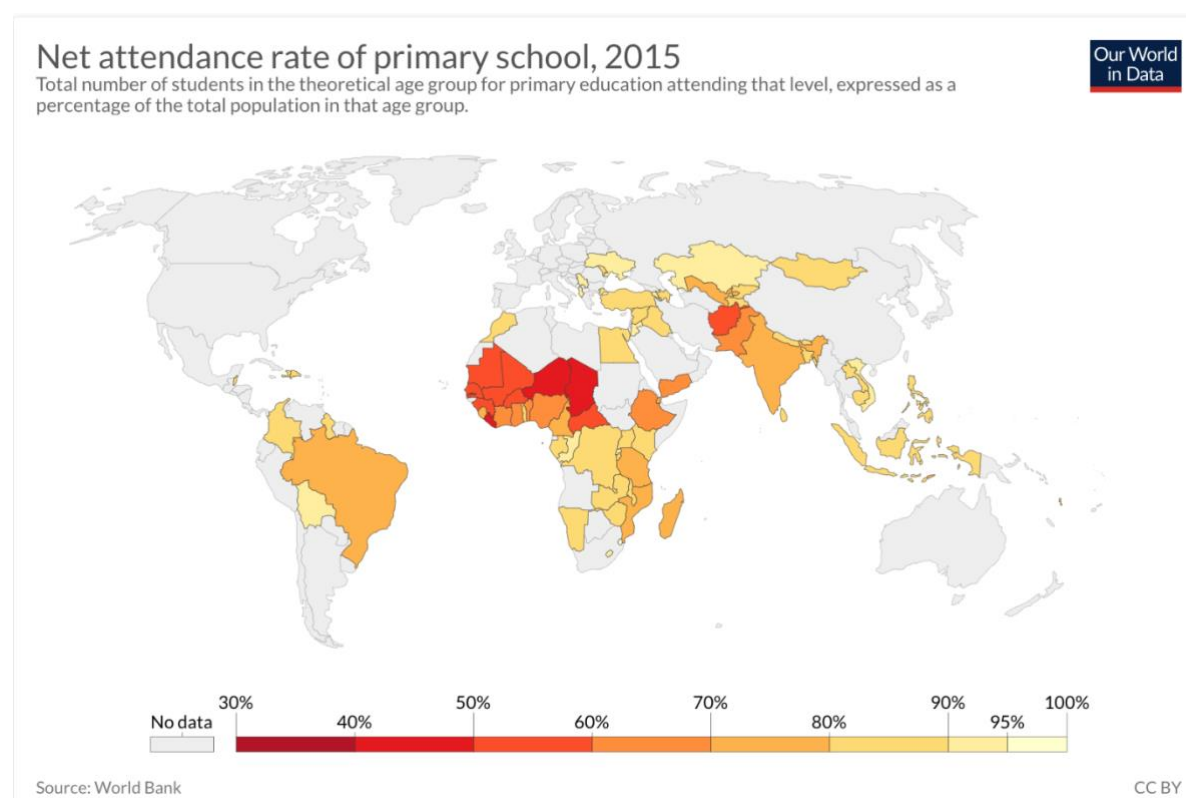 Net attendance rate of primary school, 2015
Total number of students in the theoretical age group for primary education attending that level, expressed as a
percentage of the total population in that age group.
Our World
in Data
No data
30%
40%
50%
60%
70%
80%
90%
95%
100%
Source: World Bank
CC BY